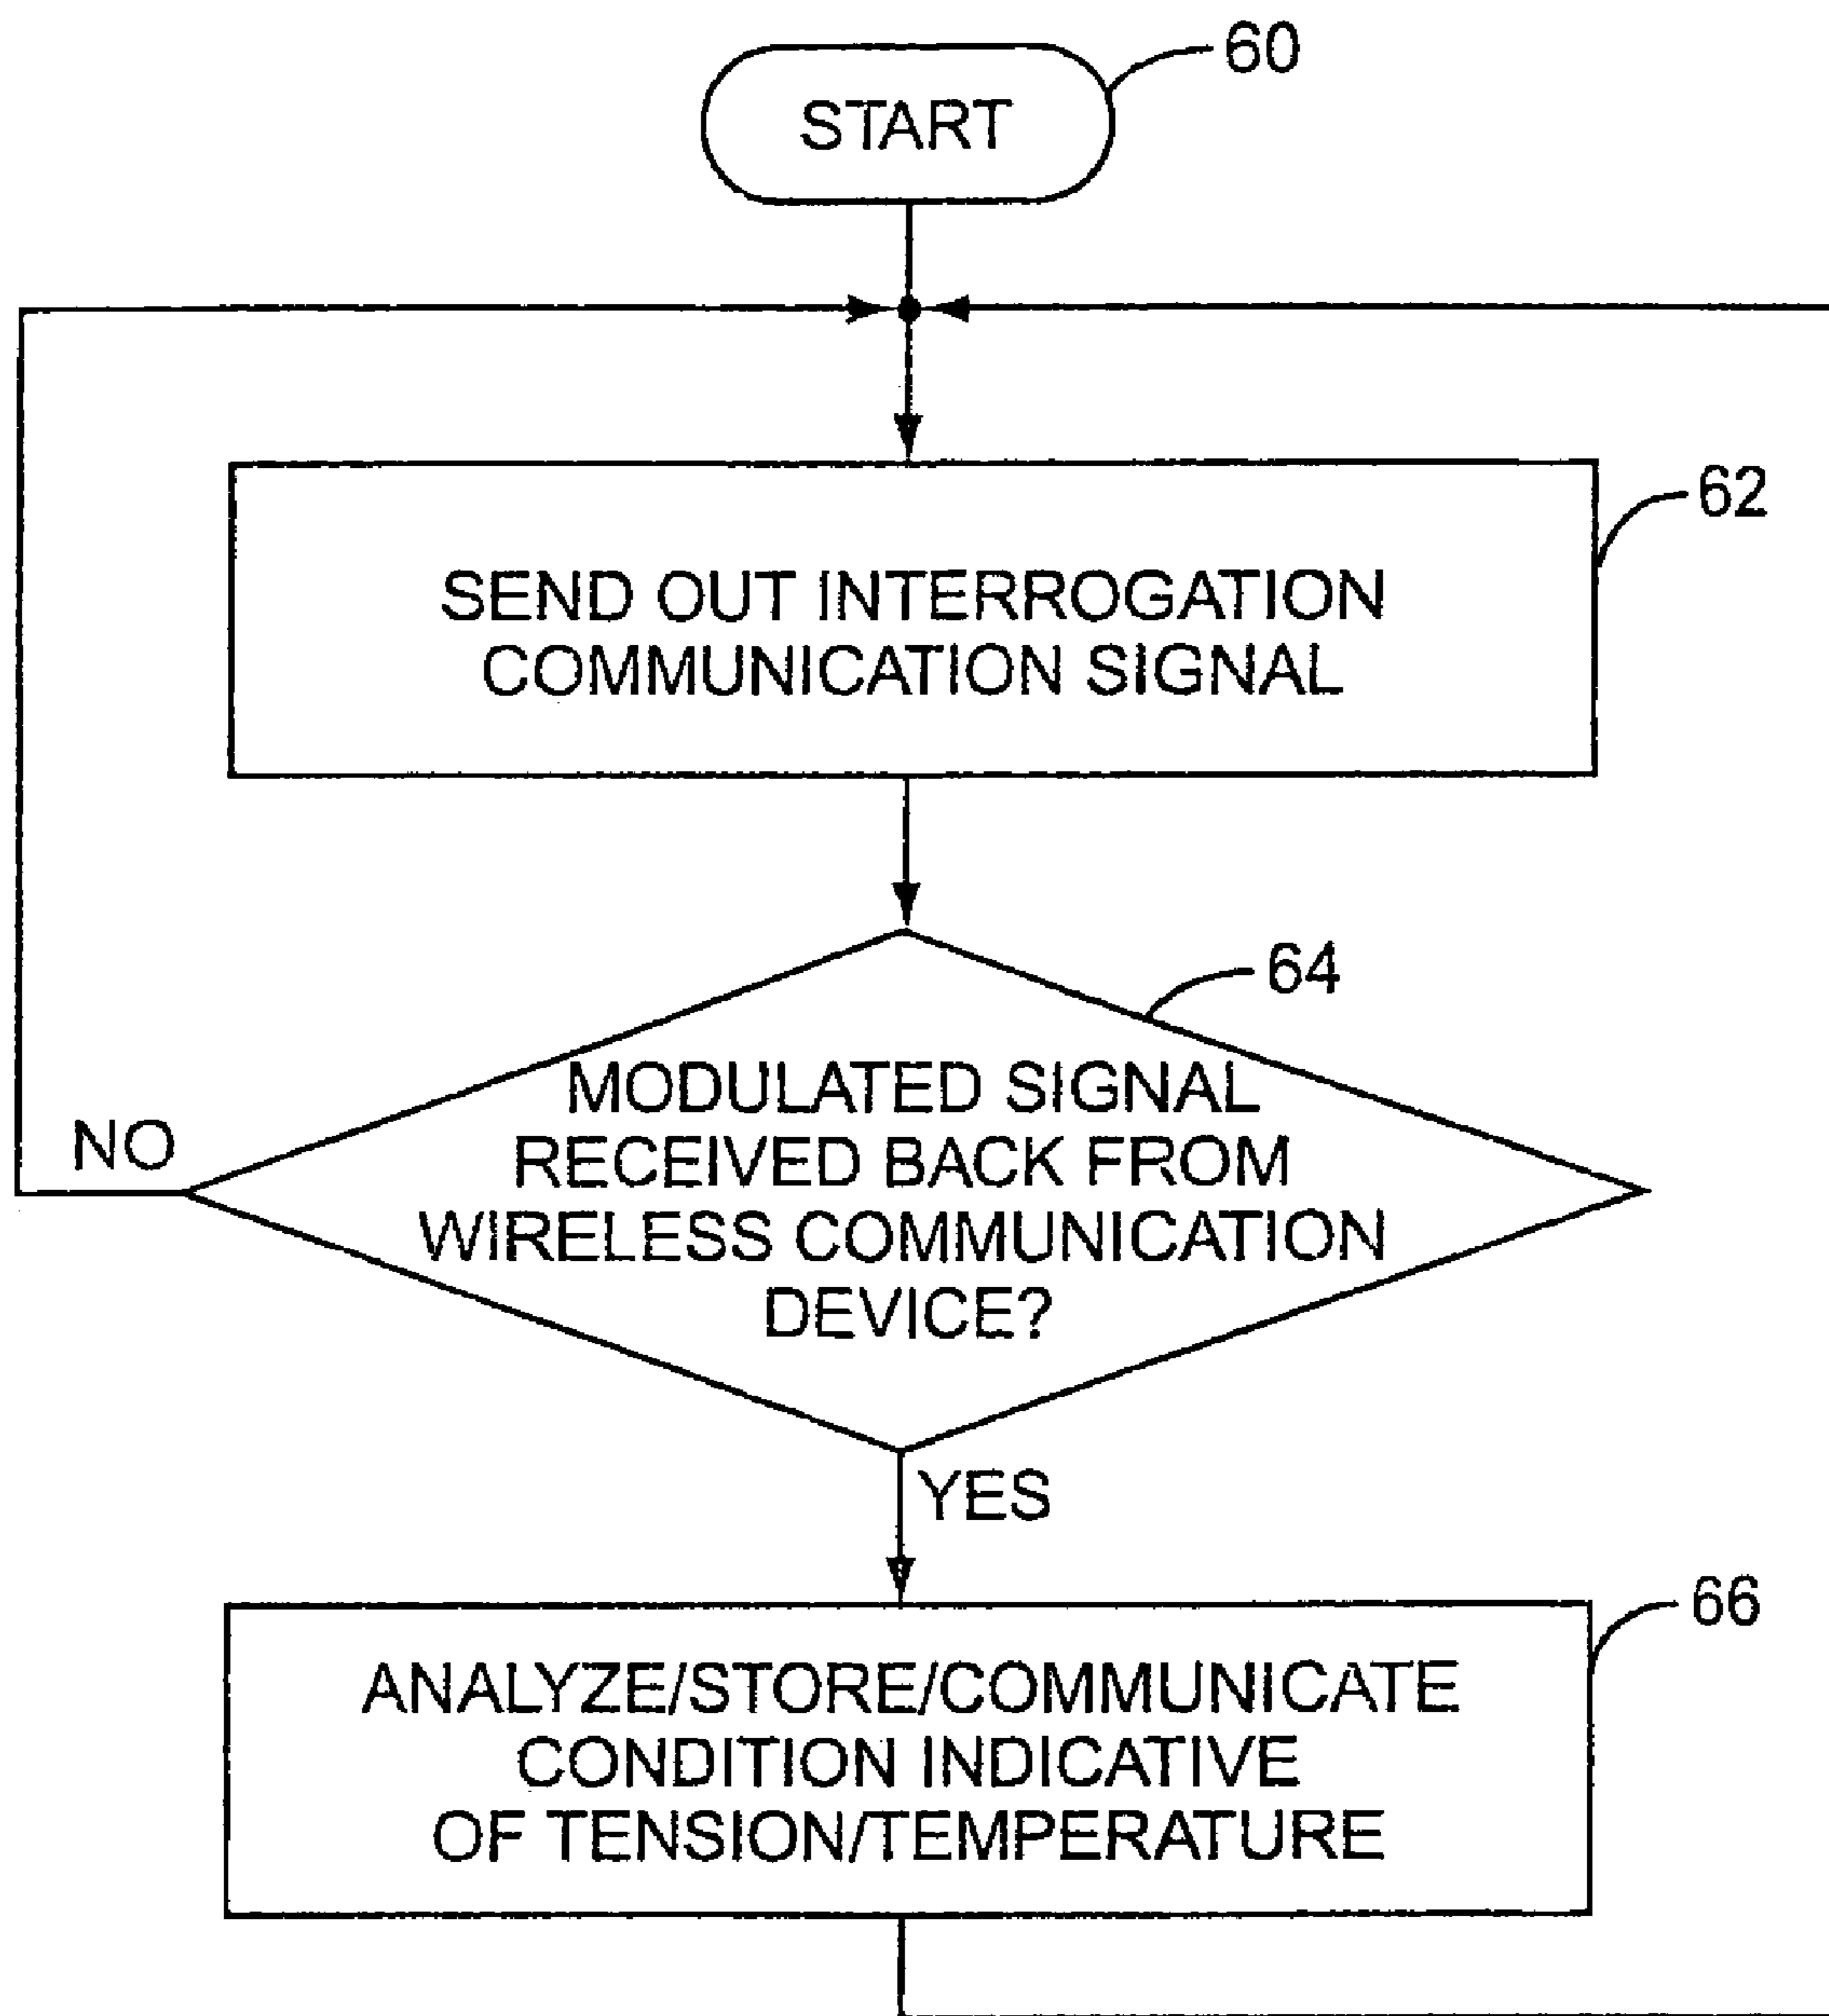 60
START
62
SEND OUT INTERROGATION
COMMUNICATION SIGNAL
64
MODULATED SIGNAL
RECEIVED BACK FROM
WIRELESS COMMUNICATION
DEVICE?
NO
YES
66
ANALYZE/STORE/COMMUNICATE
CONDITION INDICATIVE
OF TENSION/TEMPERATURE